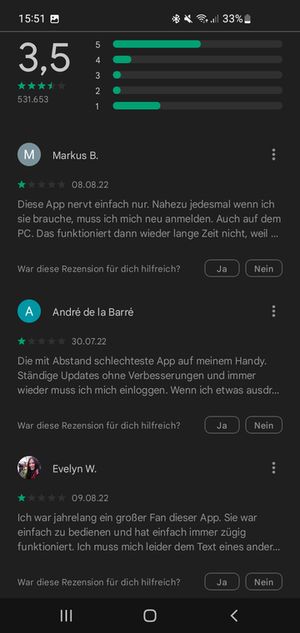 15:51 33%
3,5
531.653
5
4
3
2
1
M Markus B.
08.08.22
Diese App nervt einfach nur. Nahezu jedesmal wenn ich
sie brauche, muss ich mich neu anmelden. Auch auf dem
PC. Das funktioniert dann wieder lange Zeit nicht, weil ...
War diese Rezension für dich hilfreich? Ja Nein
A André de la Barré
30.07.22
Die mit Abstand schlechteste App auf meinem Handy.
Ständige Updates ohne Verbesserungen und immer
wieder muss ich mich einloggen. Wenn ich etwas ausdr...
War diese Rezension für dich hilfreich? Ja Nein
Evelyn W.
09.08.22
Ich war jahrelang ein großer Fan dieser App. Sie war
einfach zu bedienen und hat einfach immer zügig
funktioniert. Ich muss mich leider dem Text eines ander...
War diese Rezension für dich hilfreich? Ja Nein